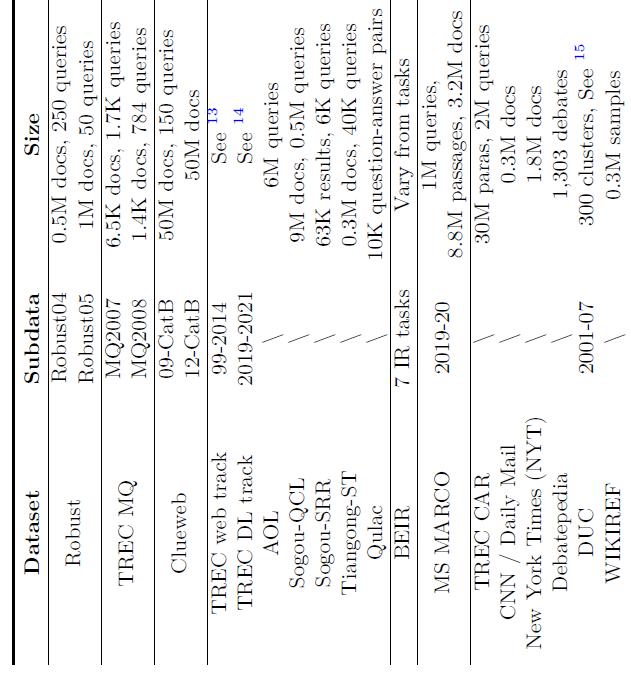 Dataset Subdata Size
Robust
Robust04 0.5M docs, 250 queries
Robust05 1M docs, 50 queries
TREC MQ
MQ2007 6.5K docs, 1.7K queries
MQ2008 1.4K docs, 784 queries
Clueweb
09-CatB 50M docs, 150 queries
12-CatB 50M docs
TREC web track 99-2014 See 13
TREC DL track 2019-2021 See 14
AOL \ 6M queries
Sogou-QCL \ 9M docs, 0.5M queries
Sogou-SRR \ 63K results, 6K queries
Tiangong-ST \ 0.3M docs, 40K queries
Qulac \ 10K question-answer pairs
BEIR 7 IR tasks Vary from tasks
MS MARCO 2019-20 1M queries,
8.8M passages, 3.2M docs
TREC CAR \ 30M paras, 2M queries
CNN / Daily Mail \ 0.3M docs
New York Times (NYT) \ 1.8M docs
Debatepedia \ 1,303 debates
DUC 2001-07 300 clusters, See 15
WIKIREF \ 0.3M samples